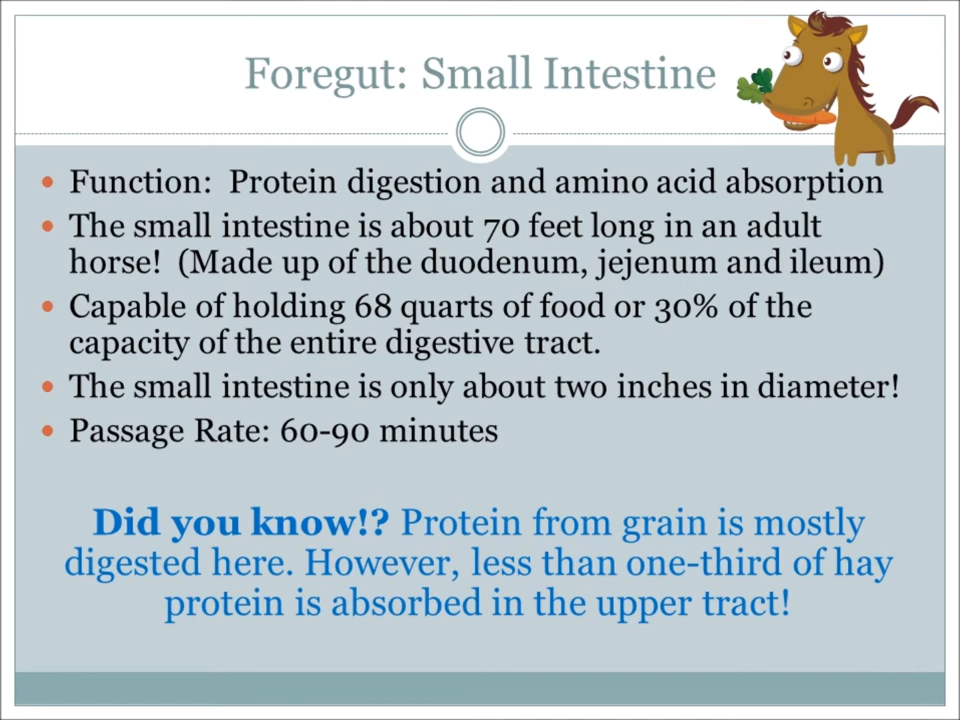 Foregut: Small Intestine
• Function:  Protein digestion and amino acid absorption
• The small intestine is about 70 feet long in an adult
horse!  (Made up of the duodenum, jejenum and ileum)
• Capable of holding 68 quarts of food or 30% of the
capacity of the entire digestive tract.
• The small intestine is only about two inches in diameter!
• Passage Rate: 60-90 minutes
Did you know!? Protein from grain is mostly
digested here. However, less than one-third of hay
protein is absorbed in the upper tract!